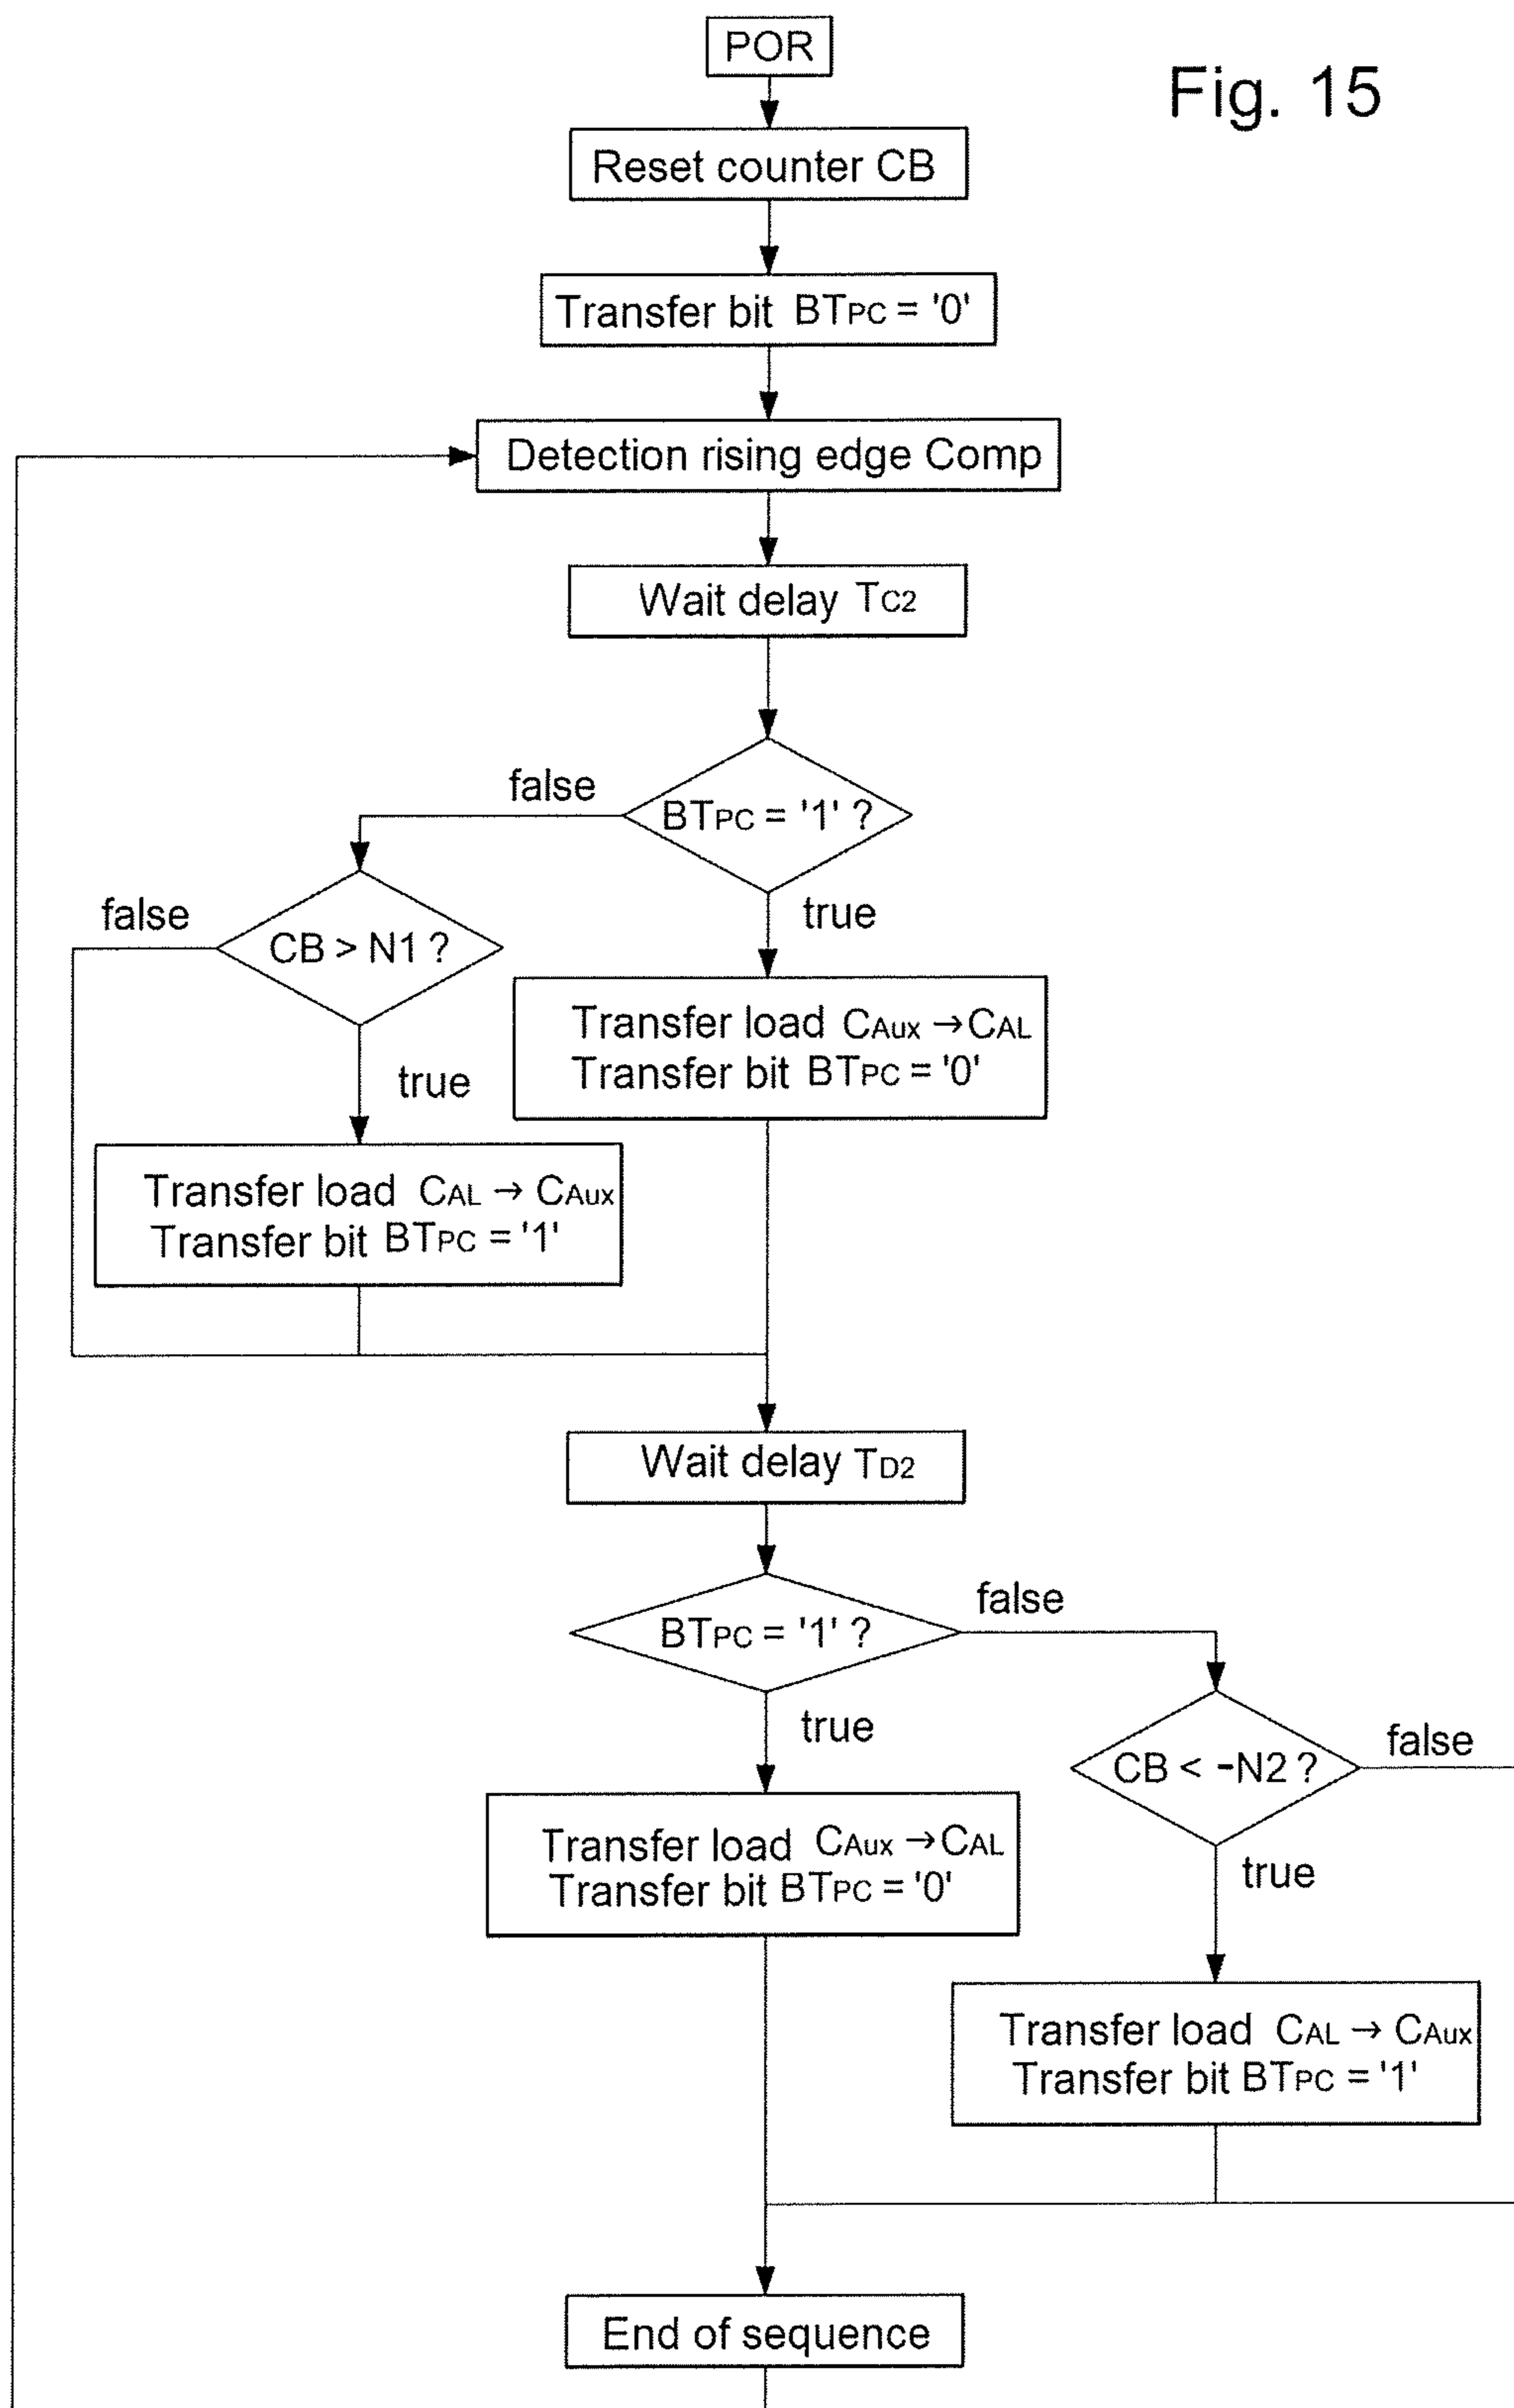 POR
Fig. 15
Reset counter CB
Transfer bit BTPC = '0'
Detection rising edge Comp
Wait delay TC2
BTPC = '1' ?
false
true
CB > N1 ?
false
true
Transfer load CAux → CAL
Transfer bit BTPC = '0'
Transfer load CAL → CAux
Transfer bit BTPC = '1'
Wait delay TD2
BTPC = '1' ?
false
true
CB < -N2 ?
false
true
Transfer load CAux → CAL
Transfer bit BTPC = '0'
Transfer load CAL → CAux
Transfer bit BTPC = '1'
End of sequence